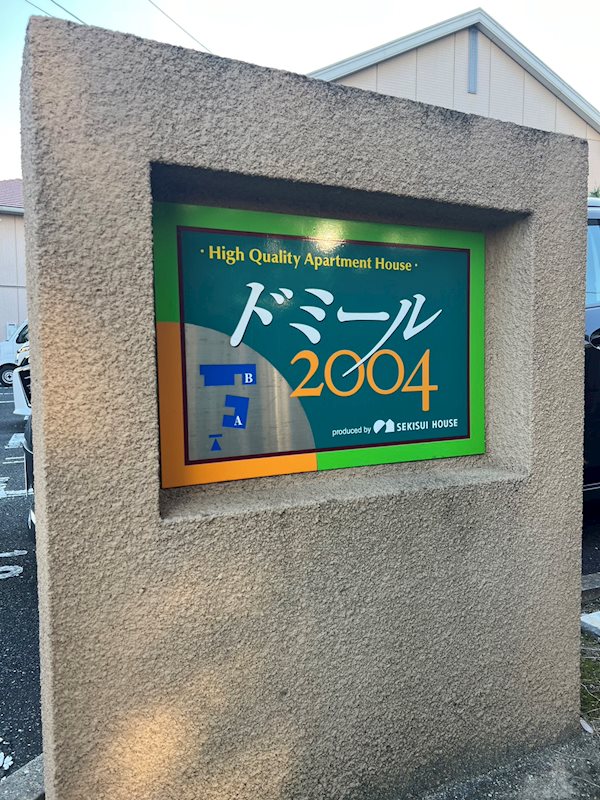 · High Quality Apartment House ·
ドミール
2004
B
A
produced by SEKISUI HOUSE